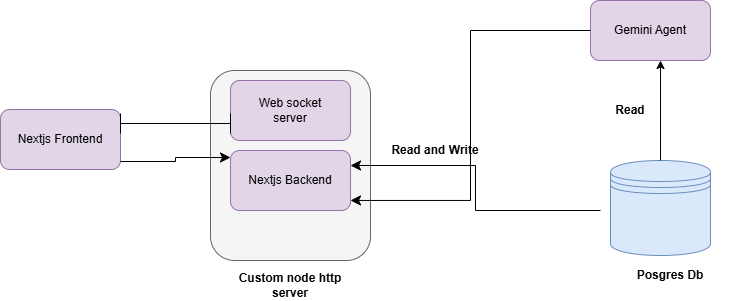 Gemini Agent
Web socket
server
Read
Nextjs Frontend
Read and Write
Nextjs Backend
Custom node http
server
Posgres Db